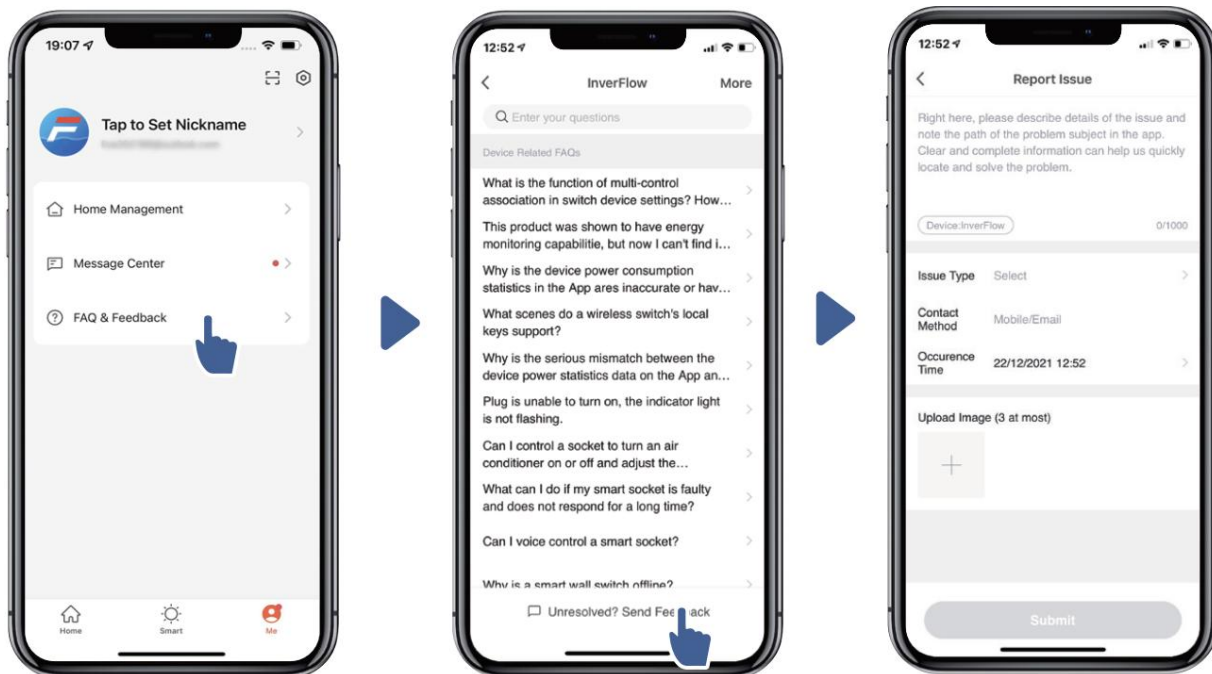 19:07
Tap to Set Nickname
Home Management
Message Center
FAQ & Feedback
Home
Smart
Me
12:52
InverFlow
More
Enter your questions
Device Related FAQs
What is the function of multi-control
association in switch device settings? How...
This product was shown to have energy
monitoring capabilitie, but now I can't find i...
Why is the device power consumption
statistics in the App ares inaccurate or hav...
What scenes do a wireless switch's local
keys support?
Why is the serious mismatch between the
device power statistics data on the App an...
Plug is unable to turn on, the indicator light
is not flashing.
Can I control a socket to turn an air
conditioner on or off and adjust the...
What can I do if my smart socket is faulty
and does not respond for a long time?
Can I voice control a smart socket?
Why is a smart wall switch offline?
Unresolved? Send Feedback
12:52
Report Issue
Right here, please describe details of the issue and
note the path of the problem subject in the app.
Clear and complete information can help us quickly
locate and solve the problem.
Device:InverFlow
0/1000
Issue Type Select
Contact
Method
Mobile/Email
Occurence
Time
22/12/2021 12:52
Upload Image (3 at most)
Submit